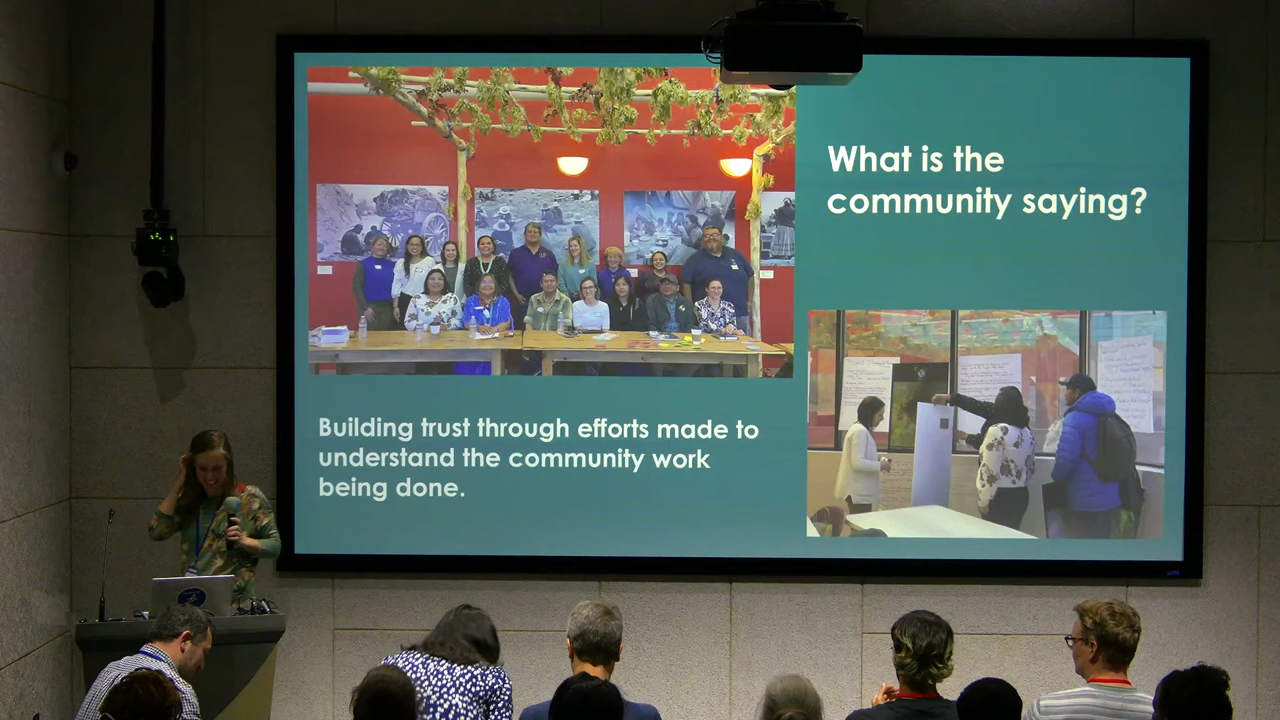 What is the
community saying?
Building trust through efforts made to
understand the community work
being done.